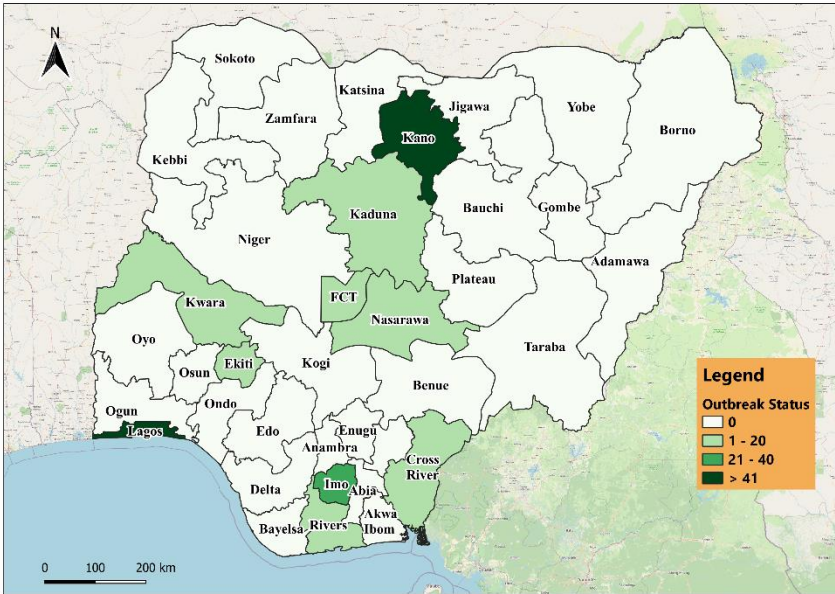 N
Sokoto
Katsina
Jigawa
Yobe
Zamfara
Borno
Kano
Kebbi
Kaduna
Bauchi
Gombe
Niger
Adamawa
Plateau
FCT
Kwara
Nasarawa
Oyo
Taraba
Ekiti
Kogi
Osun
Benue
Ogun
Ondo
Lagos
Edo
Enugu
Anambra
Cross
River
Imo
Abia
Delta
Akwa
Ibom
Bayelsa
Rivers
Legend
Outbreak Status
0
1 - 20
21 - 40
> 41
0 100 200 km